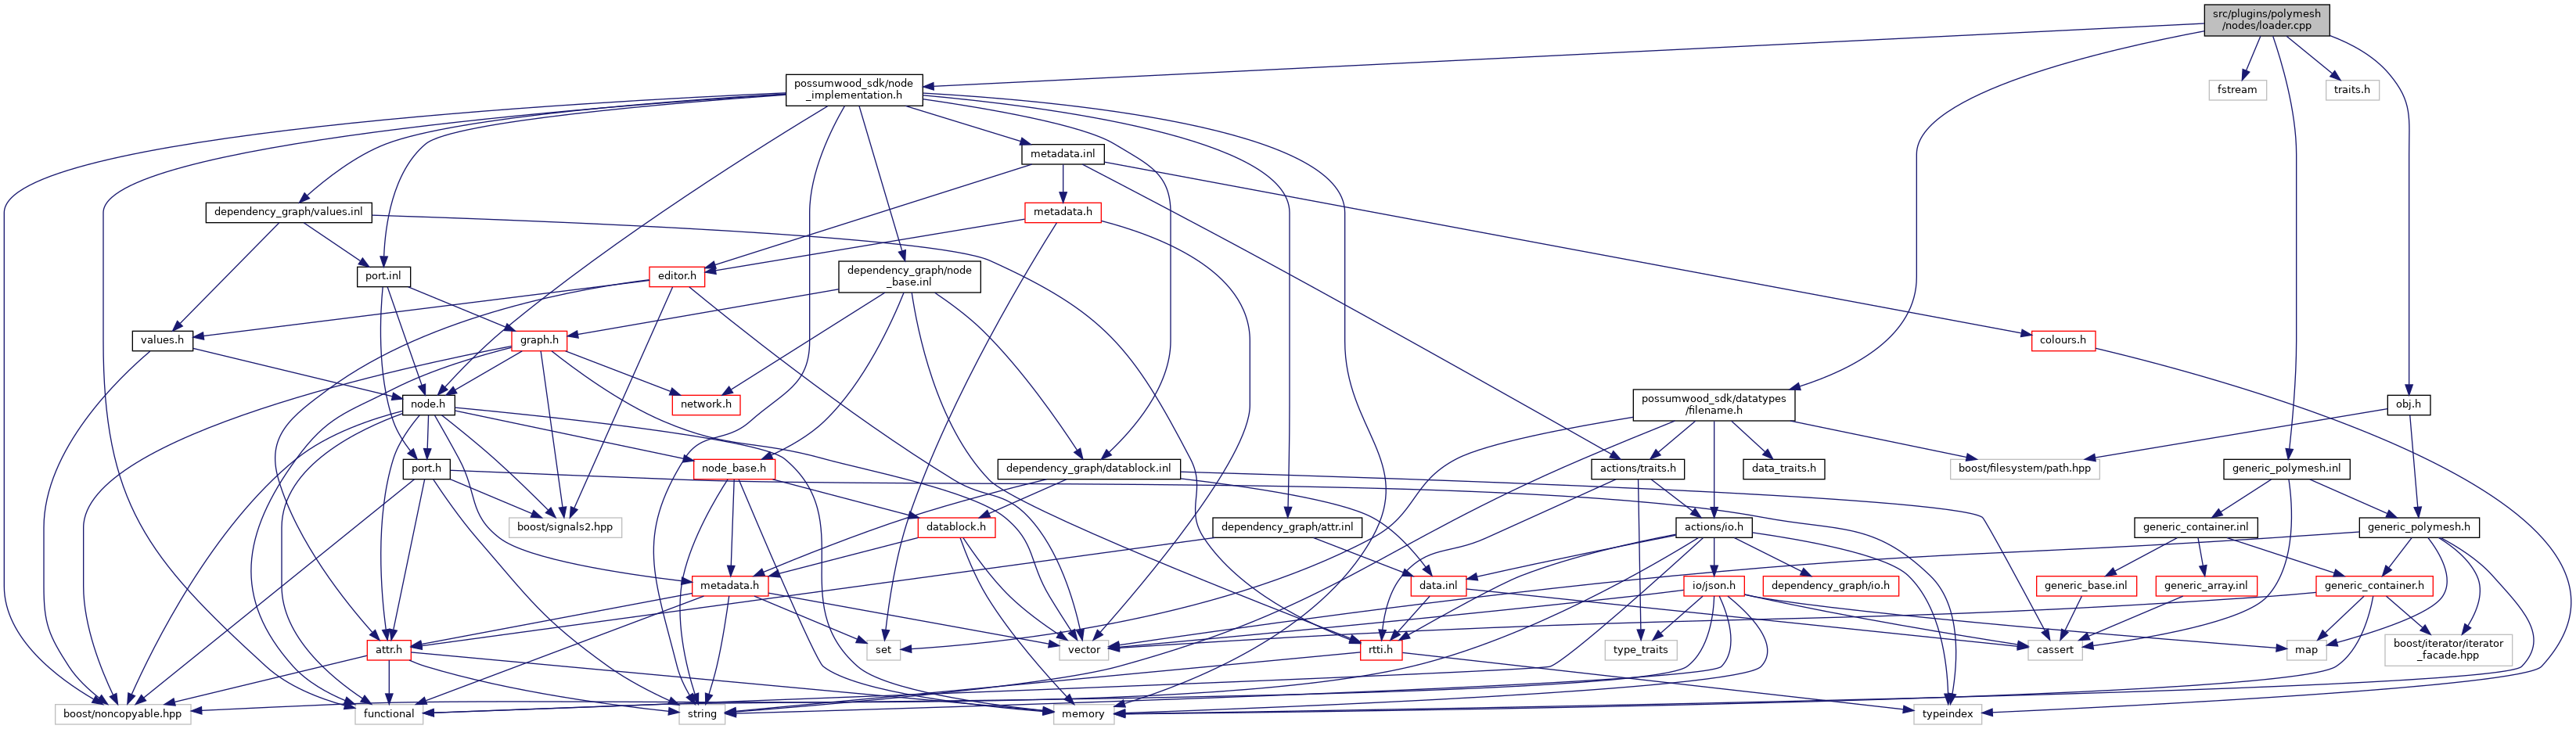 src/plugins/polymesh
/nodes/loader.cpp
possumwood_sdk/node
_implementation.h
fstream
traits.h
metadata.inl
dependency_graph/values.inl
metadata.h
port.inl
editor.h
dependency_graph/node
_base.inl
values.h
graph.h
colours.h
node.h
network.h
possumwood_sdk/datatypes
/filename.h
obj.h
port.h
node_base.h
dependency_graph/datablock.inl
actions/traits.h
data_traits.h
boost/filesystem/path.hpp
generic_polymesh.inl
boost/signals2.hpp
datablock.h
dependency_graph/attr.inl
actions/io.h
generic_container.inl
generic_polymesh.h
metadata.h
data.inl
io/json.h
dependency_graph/io.h
generic_base.inl
generic_array.inl
generic_container.h
attr.h
set
vector
rtti.h
type_traits
cassert
map
boost/iterator/iterator
_facade.hpp
boost/noncopyable.hpp
functional
string
memory
typeindex